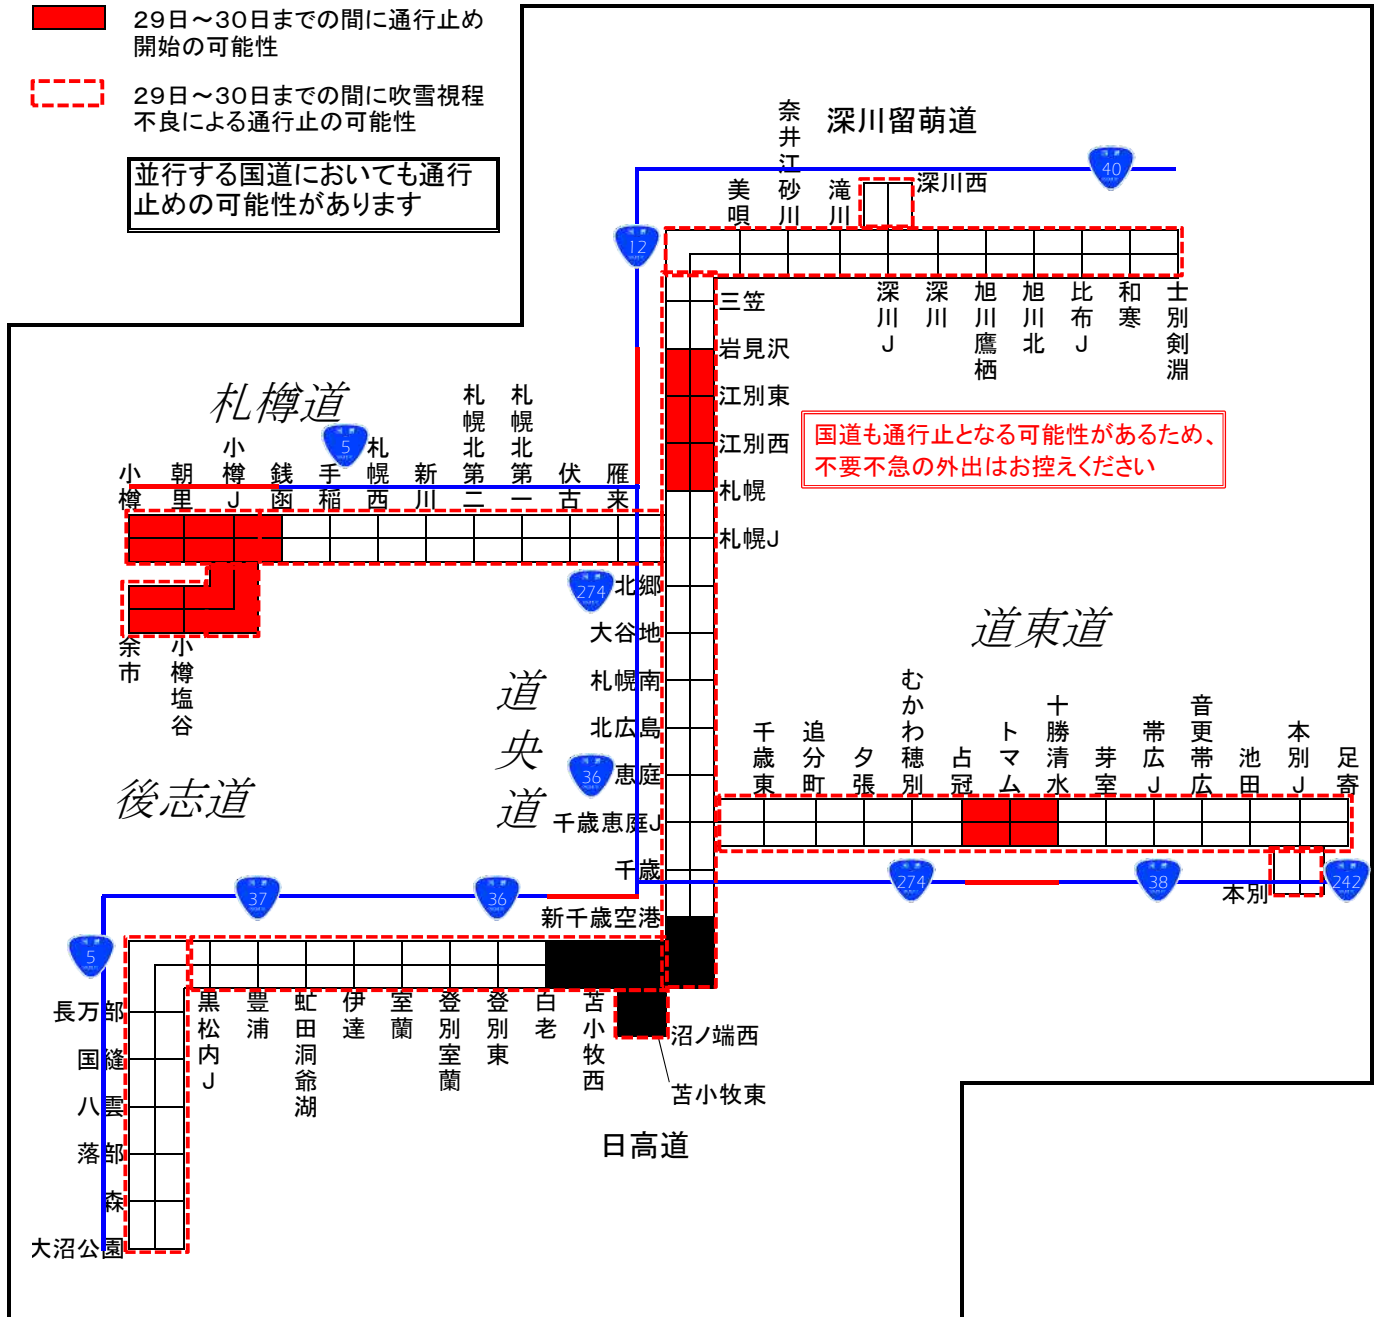 29日～30日までの間に通行止め
開始の可能性
29日～30日までの間に吹雪視程
不良による通行止の可能性
並行する国道においても通行
止めの可能性があります
深川留萌道
40
深川西
美唄
奈井江砂川
滝川
12
深川J
深川
旭川鷹栖
旭川北
比布J
和寒
士別剣淵
三笠
岩見沢
江別東
江別西
札幌
札幌J
国道も通行止となる可能性があるため、
不要不急の外出はお控えください
札樽道
5
小樽
朝里
小樽J
銭函
手稲
札幌西
新川
札幌北第二
札幌北第一
伏古
雁来
274
北郷
大谷地
札幌南
北広島
36
恵庭
千歳恵庭J
千歳
新千歳空港
余市
小樽塩谷
後志道
道央道
道東道
千歳東
追分町
夕張
むかわ穂別
占冠
トマム
十勝清水
芽室
帯広J
音更帯広
池田
本別J
足寄
274
38
本別
242
37
36
5
黒松内J
豊浦
虻田洞爺湖
伊達
室蘭
登別室蘭
登別東
白老
苫小牧西
沼ノ端西
苫小牧東
日高道
長万部
国縫
八雲
落部
森
大沼公園